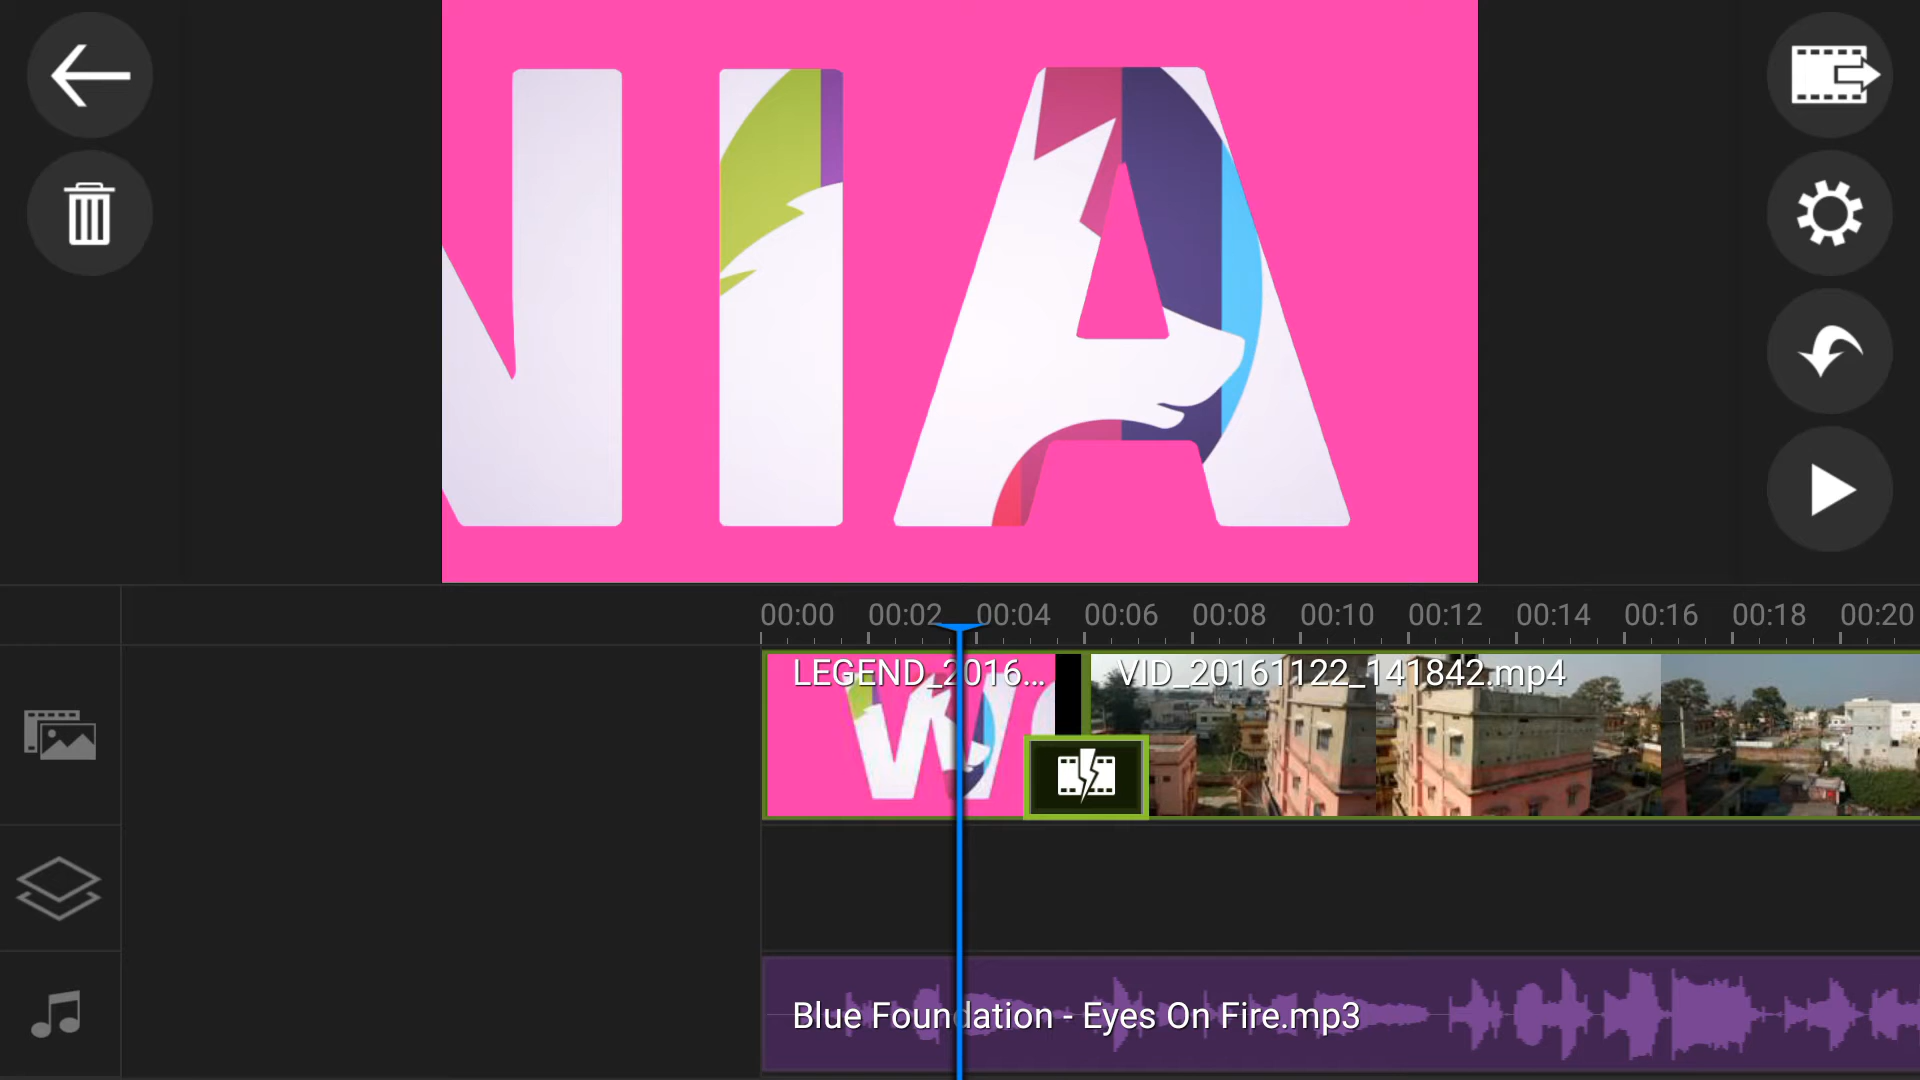 NIA
00:00 00:02 00:04 00:06 00:08 00:10 00:12 00:14 00:16 00:18 00:20
LEGEND_2016... VID_20161122_141842.mp4
W
Blue Foundation - Eyes On Fire.mp3